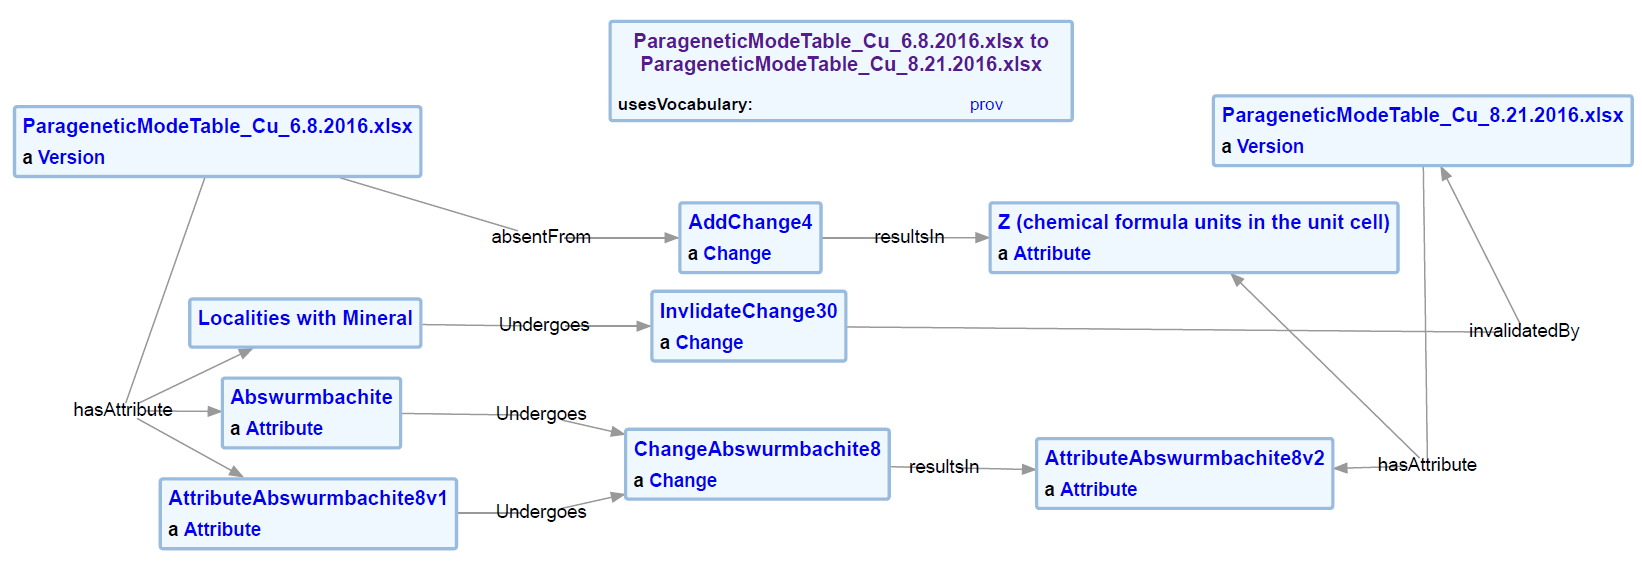 ParageneticModeTable_Cu_6.8.2016.xlsx to
ParageneticModeTable_Cu_8.21.2016.xlsx
usesVocabulary: prov
ParageneticModeTable_Cu_6.8.2016.xlsx
a Version
ParageneticModeTable_Cu_8.21.2016.xlsx
a Version
absentFrom
AddChange4
a Change
resultsIn
Z (chemical formula units in the unit cell)
a Attribute
Localities with Mineral
Undergoes
InvlidateChange30
a Change
invalidatedBy
hasAttribute
Abswurmbachite
a Attribute
Undergoes
ChangeAbswurmbachite8
a Change
resultsIn
AttributeAbswurmbachite8v2
a Attribute
hasAttribute
AttributeAbswurmbachite8v1
a Attribute
Undergoes